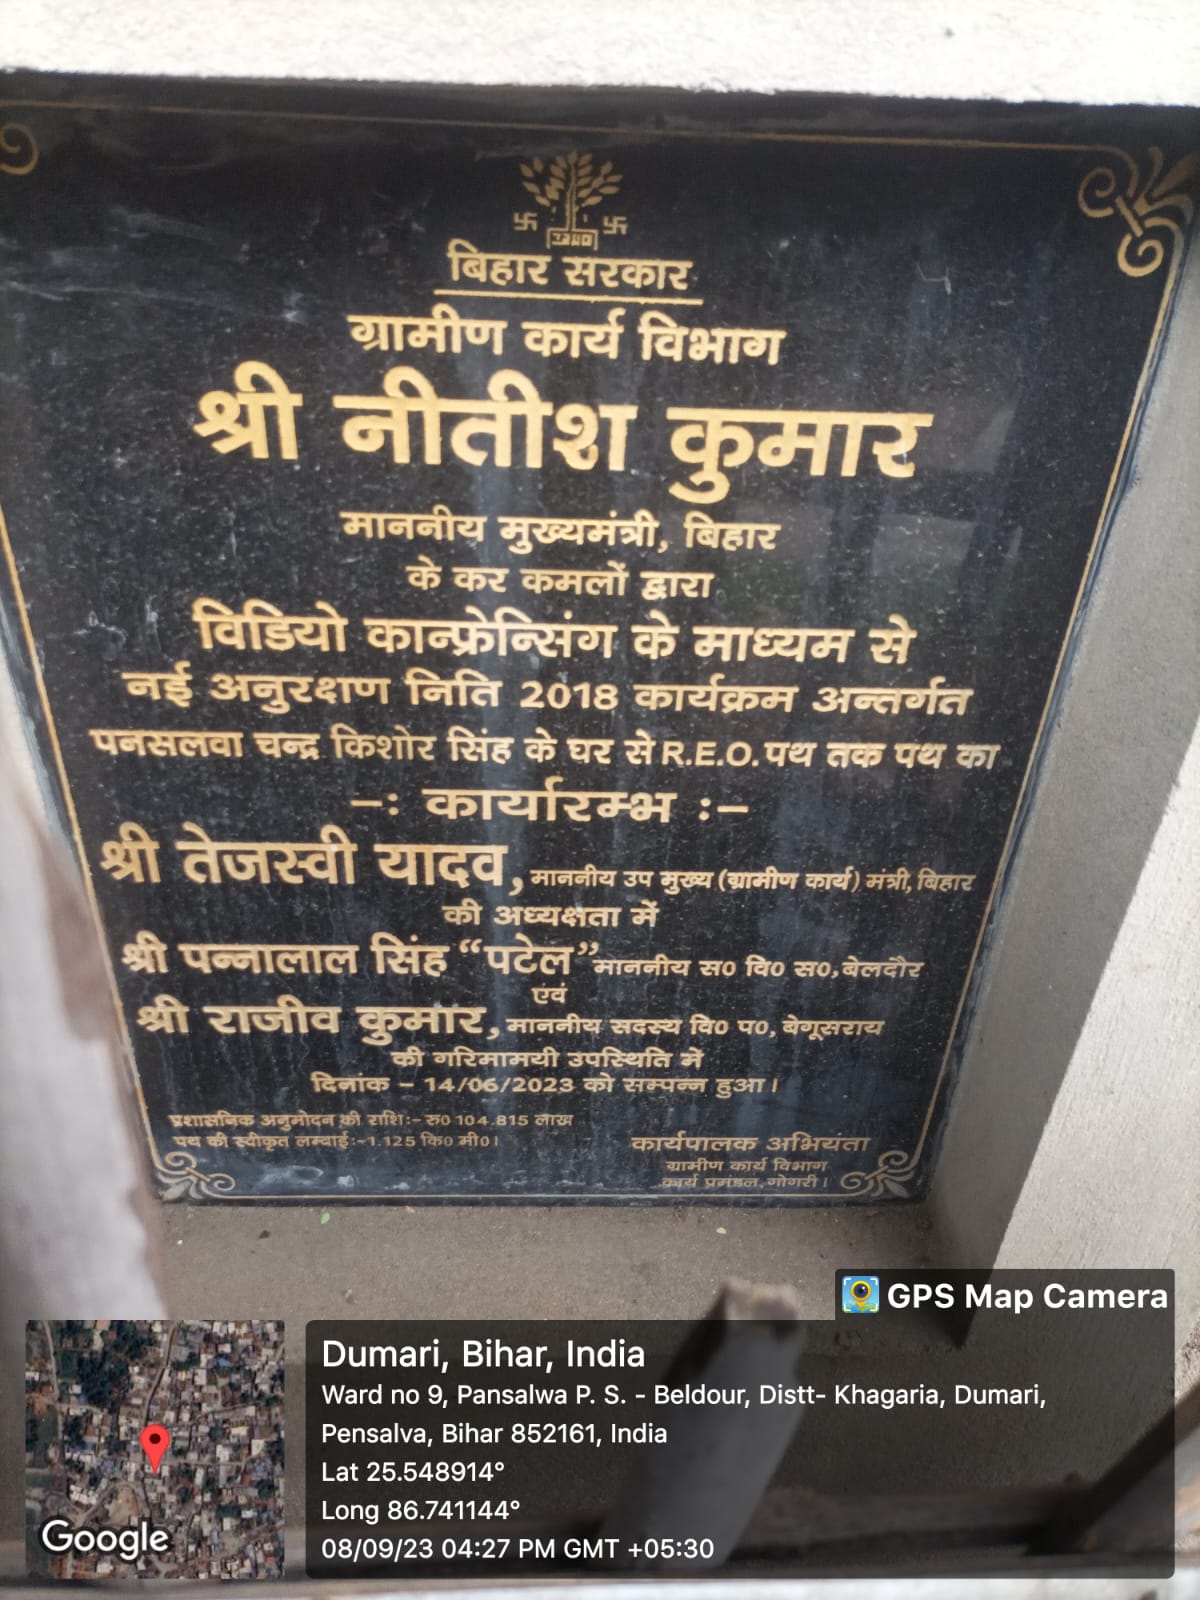 बिहार सरकार
ग्रामीण कार्य विभाग
श्री नीतीश कुमार
माननीय मुख्यमंत्री, बिहार
के कर कमलों द्वारा
विडियो कान्फ्रेन्सिंग के माध्यम से
नई अनुरक्षण निति 2018 कार्यक्रम अन्तर्गत
पनसलवा चन्द्र किशोर सिंह के घर से R.E.O. पथ तक पथ का
–: कार्यारम्भ :–
श्री तेजस्वी यादव, माननीय उप मुख्य (ग्रामीण कार्य) मंत्री, बिहार
की अध्यक्षता में
श्री पन्नालाल सिंह “पटेल” माननीय स० वि० स०, बेलदौर
एवं
श्री राजीव कुमार, माननीय सदस्य वि० प०, बेगूसराय
की गरिमामयी उपस्थिति में
दिनांक – 14/06/2023 को सम्पन्न हुआ।
प्रशासनिक अनुमोदन की राशि:- रु0 104.815 लाख
पथ की स्वीकृत लम्बाई:-1.125 कि० मी०।
कार्यपालक अभियंता
ग्रामीण कार्य विभाग
कार्य प्रमंडल, गोगरी।
GPS Map Camera
Dumari, Bihar, India
Ward no 9, Pansalwa P. S. - Beldour, Distt- Khagaria, Dumari,
Pensalva, Bihar 852161, India
Lat 25.548914°
Long 86.741144°
08/09/23 04:27 PM GMT +05:30
Google